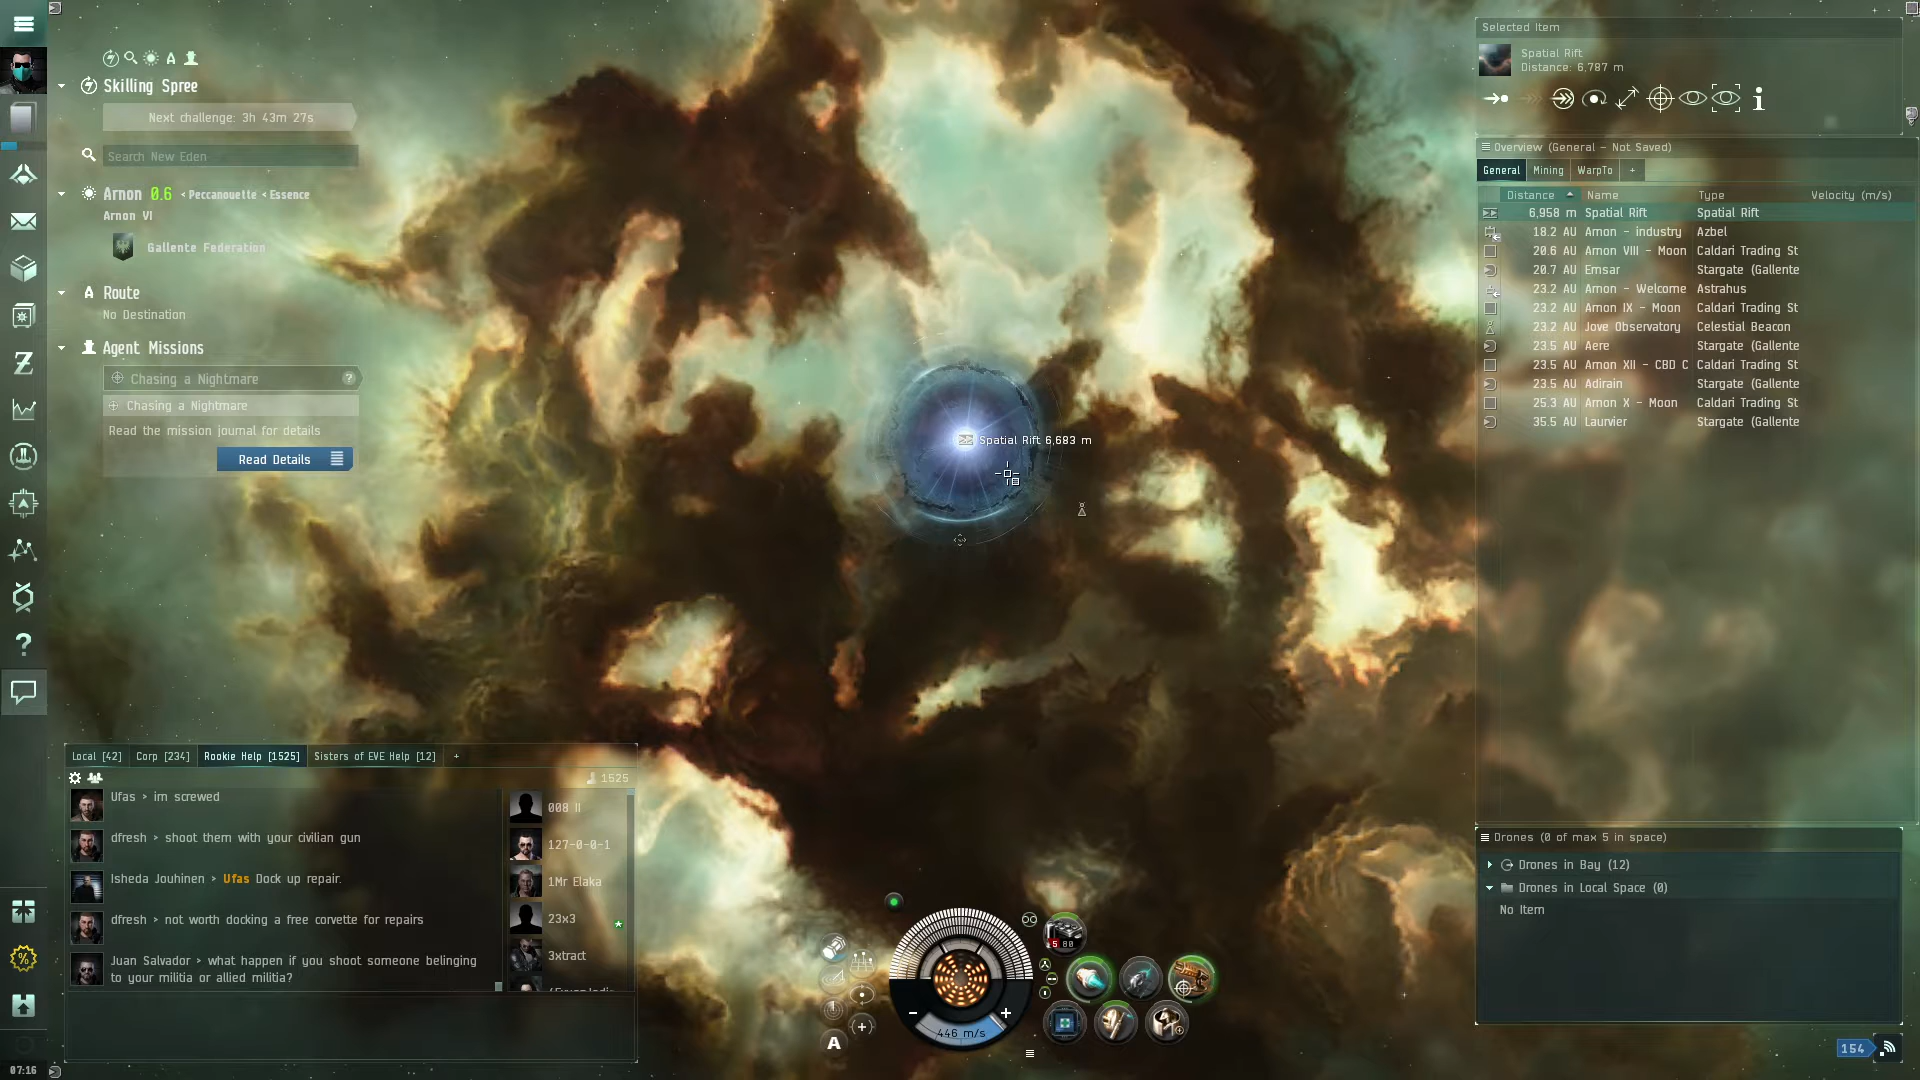 Skilling Spree
Next challenge: 3h 43m 27s
Search New Eden
Arnon 0.6 < Peccanouette < Essence
Arnon VI
Gallente Federation
A Route
No Destination
Agent Missions
Chasing a Nightmare ?
Chasing a Nightmare
Read the mission journal for details
Read Details
Selected Item
Spatial Rift
Distance: 6,787 m
Overview (General - Not Saved)
General Mining WarpTo +
Distance Name Type Velocity (m/s)
6,958 m Spatial Rift Spatial Rift
18.2 AU Arnon - industry Azbel
20.6 AU Arnon VIII - Moon Caldari Trading St
20.7 AU Emsar Stargate (Gallente
23.2 AU Arnon - Welcome Astrahus
23.2 AU Arnon IX - Moon Caldari Trading St
23.2 AU Jove Observatory Celestial Beacon
23.5 AU Aere Stargate (Gallente
23.5 AU Arnon XII - CBD C Caldari Trading St
23.5 AU Adirain Stargate (Gallente
25.3 AU Arnon X - Moon Caldari Trading St
35.5 AU Laurvier Stargate (Gallente
Spatial Rift 6,683 m
Local [42] Corp [234] Rookie Help [1525] Sisters of EVE Help [12] +
1525
Ufas > im screwed
dfresh > shoot them with your civilian gun
Isheda Jouhinen > Ufas Dock up repair.
dfresh > not worth docking a free corvette for repairs
Juan Salvador > what happen if you shoot someone belinging
to your militia or allied militia?
008 II
127-0-0-1
1Mr Elaka
23x3
3xtract
Drones (0 of max 5 in space)
Drones in Bay (12)
Drones in Local Space (0)
No Item
5 80
446 m/s
A
154
07:16